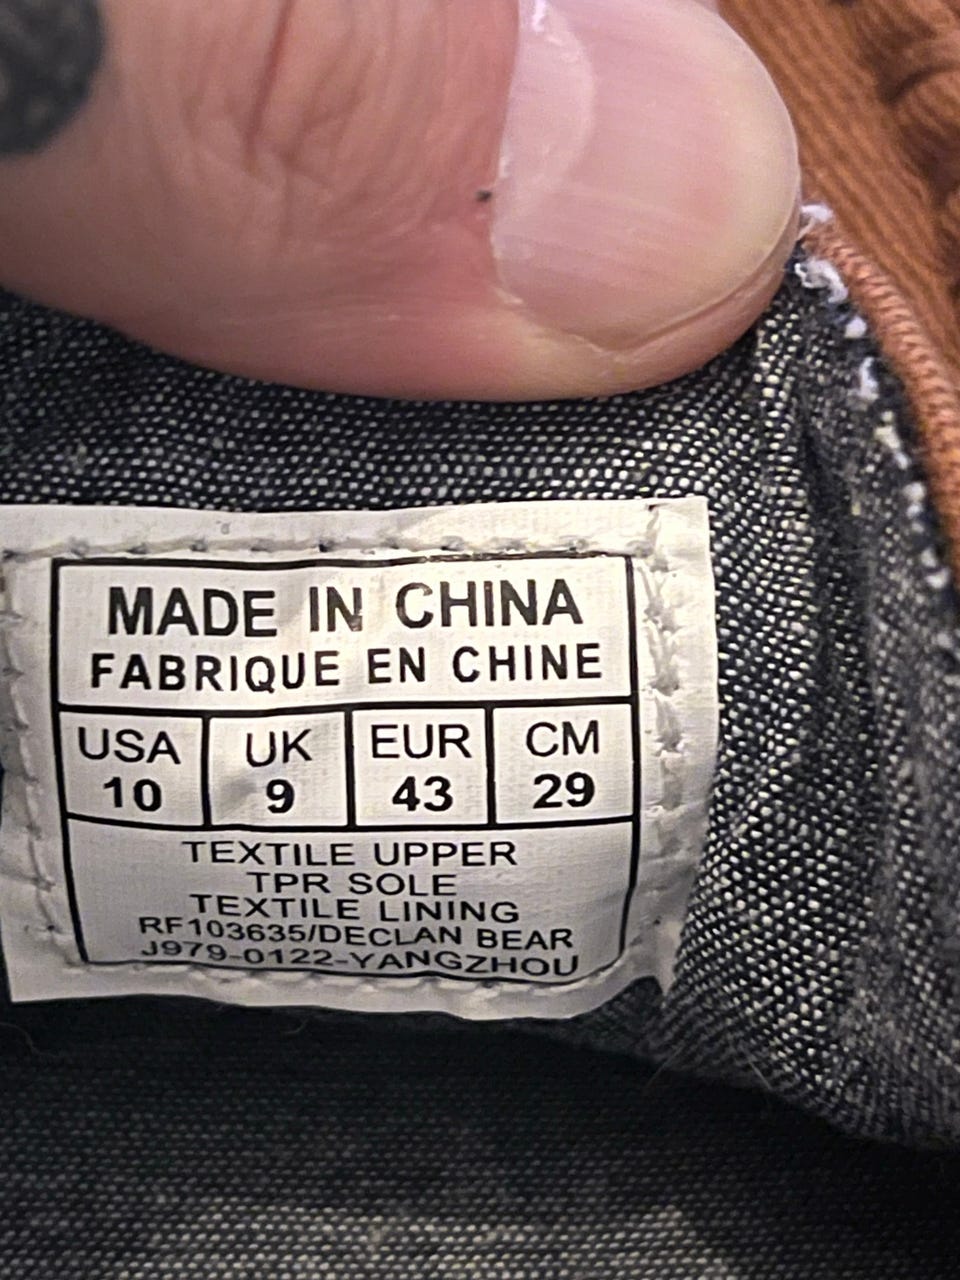 MADE IN CHINA
FABRIQUE EN CHINE
USA UK EUR CM
10 9 43 29
TEXTILE UPPER
TPR SOLE
TEXTILE LINING
RF103635/DECLAN BEAR
J979-0122-YANGZHOU